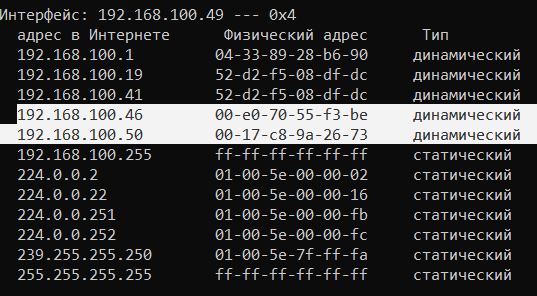 Интерфейс: 192.168.100.49 --- 0x4
адрес в Интернете Физический адрес Тип
192.168.100.1 04-33-89-28-b6-90 динамический
192.168.100.19 52-d2-f5-08-df-dc динамический
192.168.100.41 52-d2-f5-08-df-dc динамический
192.168.100.46 00-e0-70-55-f3-be динамический
192.168.100.50 00-17-c8-9a-26-73 динамический
192.168.100.255 ff-ff-ff-ff-ff-ff статический
224.0.0.2 01-00-5e-00-00-02 статический
224.0.0.22 01-00-5e-00-00-16 статический
224.0.0.251 01-00-5e-00-00-fb статический
224.0.0.252 01-00-5e-00-00-fc статический
239.255.255.250 01-00-5e-7f-ff-fa статический
255.255.255.255 ff-ff-ff-ff-ff-ff статический